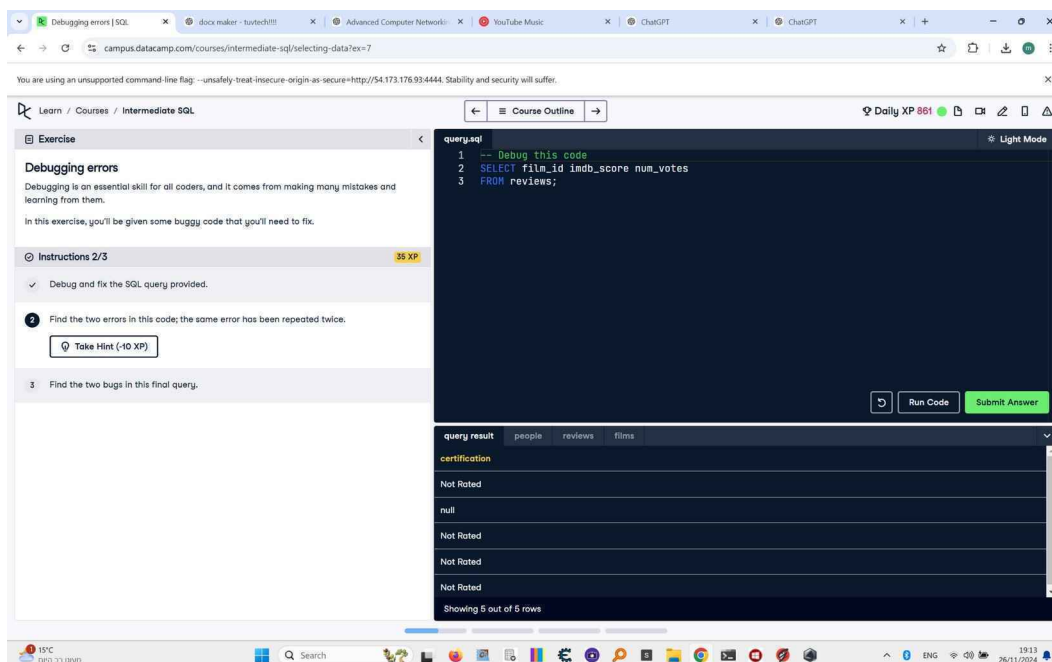 Debugging errors | SQL
docx maker - tuvtech!!!!
Advanced Computer Networkin
YouTube Music
ChatGPT
ChatGPT
campus.datacamp.com/courses/intermediate-sql/selecting-data?ex=7
You are using an unsupported command-line flag: --unsafely-treat-insecure-origin-as-secure=http://54.173.176.93:4444. Stability and security will suffer.
Learn / Courses / Intermediate SQL
Course Outline
Daily XP 861
Exercise
Debugging errors
Debugging is an essential skill for all coders, and it comes from making many mistakes and
learning from them.
In this exercise, you'll be given some buggy code that you'll need to fix.
Instructions 2/3
35 XP
Debug and fix the SQL query provided.
2 Find the two errors in this code; the same error has been repeated twice.
Take Hint (-10 XP)
3 Find the two bugs in this final query.
query.sql
Light Mode
1 -- Debug this code
2 SELECT film_id imdb_score num_votes
3 FROM reviews;
Run Code
Submit Answer
query result people reviews films
certification
Not Rated
null
Not Rated
Not Rated
Not Rated
Showing 5 out of 5 rows
15°C
Search
ENG
19:13
26/11/2024